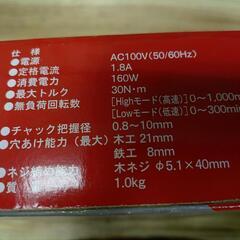 仕 様
●電源 AC100V(50/60Hz)
●定格電流 1.8A
●消費電力 160W
●最大トルク 30N・m
●無負荷回転数 [Highモード(高速)] 0～1,000m
[Lowモード(低速)] 0～300min
●チャック把握径 0.8～10mm
●穴あけ能力(最大) 木工 21mm
鉄工 8mm
木ネジ φ5.1×40mm
1.0kg